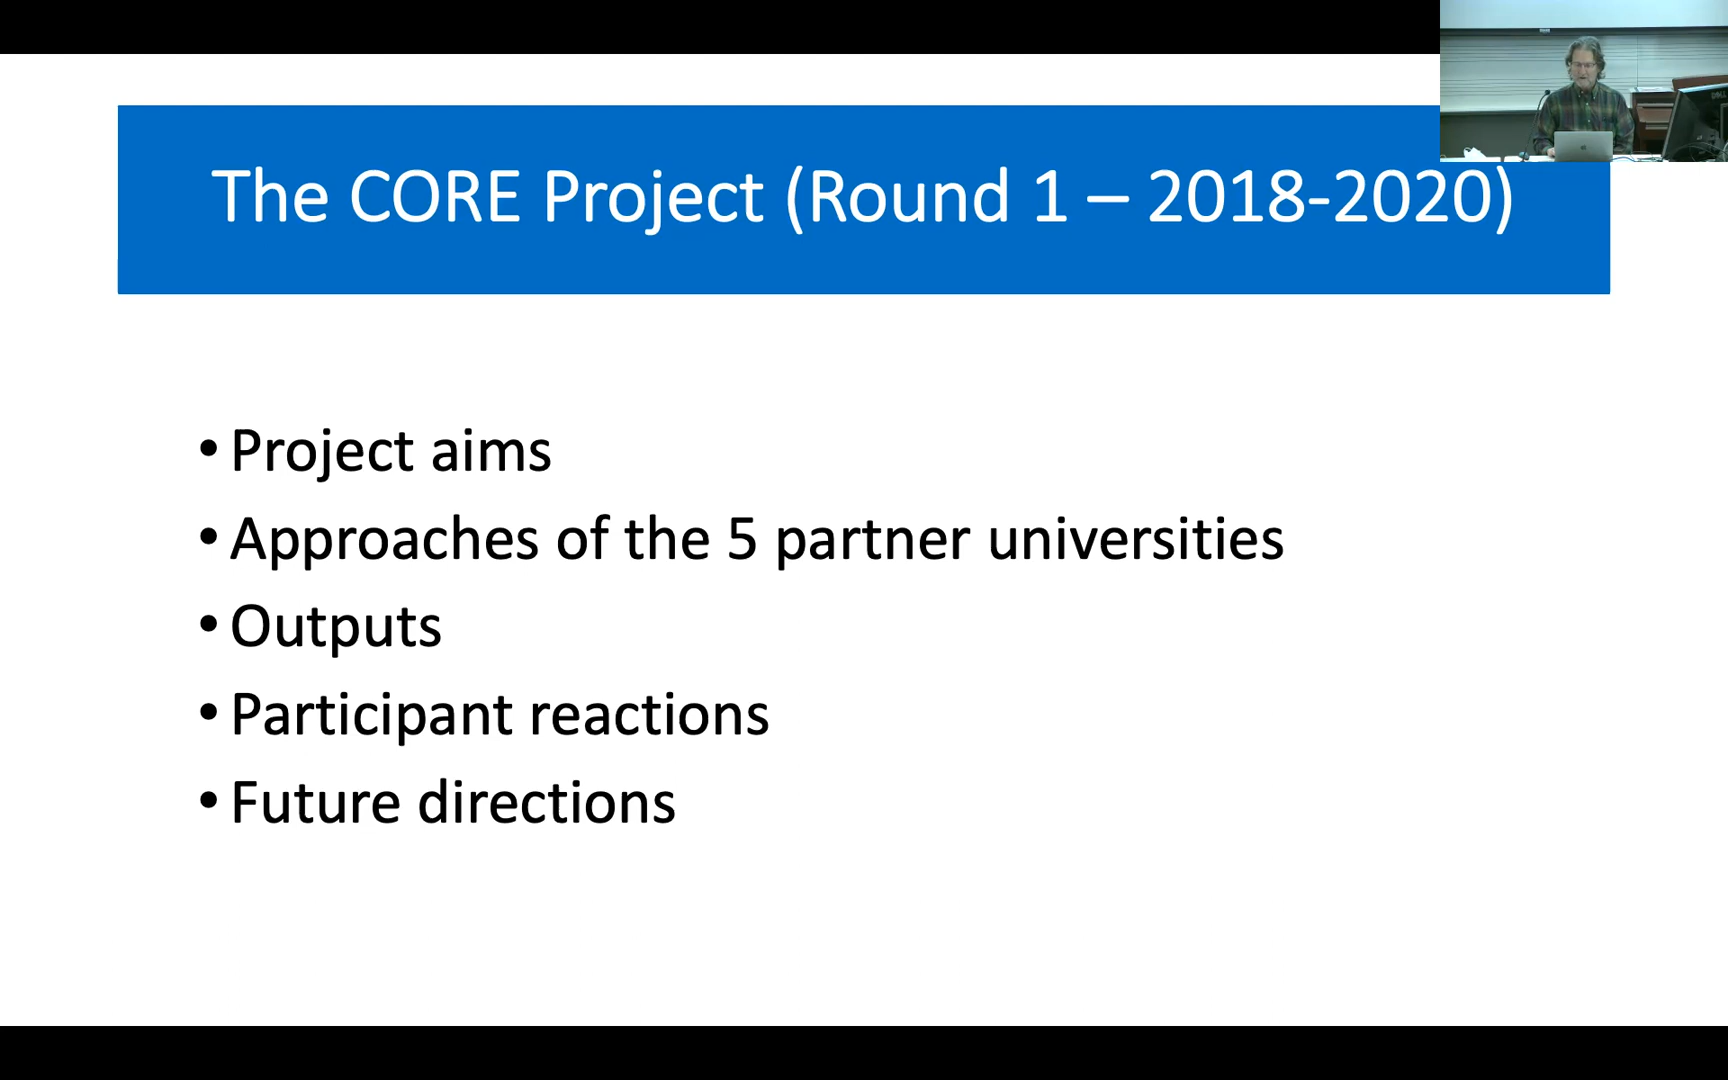 The CORE Project (Round 1 – 2018-2020)
• Project aims
• Approaches of the 5 partner universities
• Outputs
• Participant reactions
• Future directions